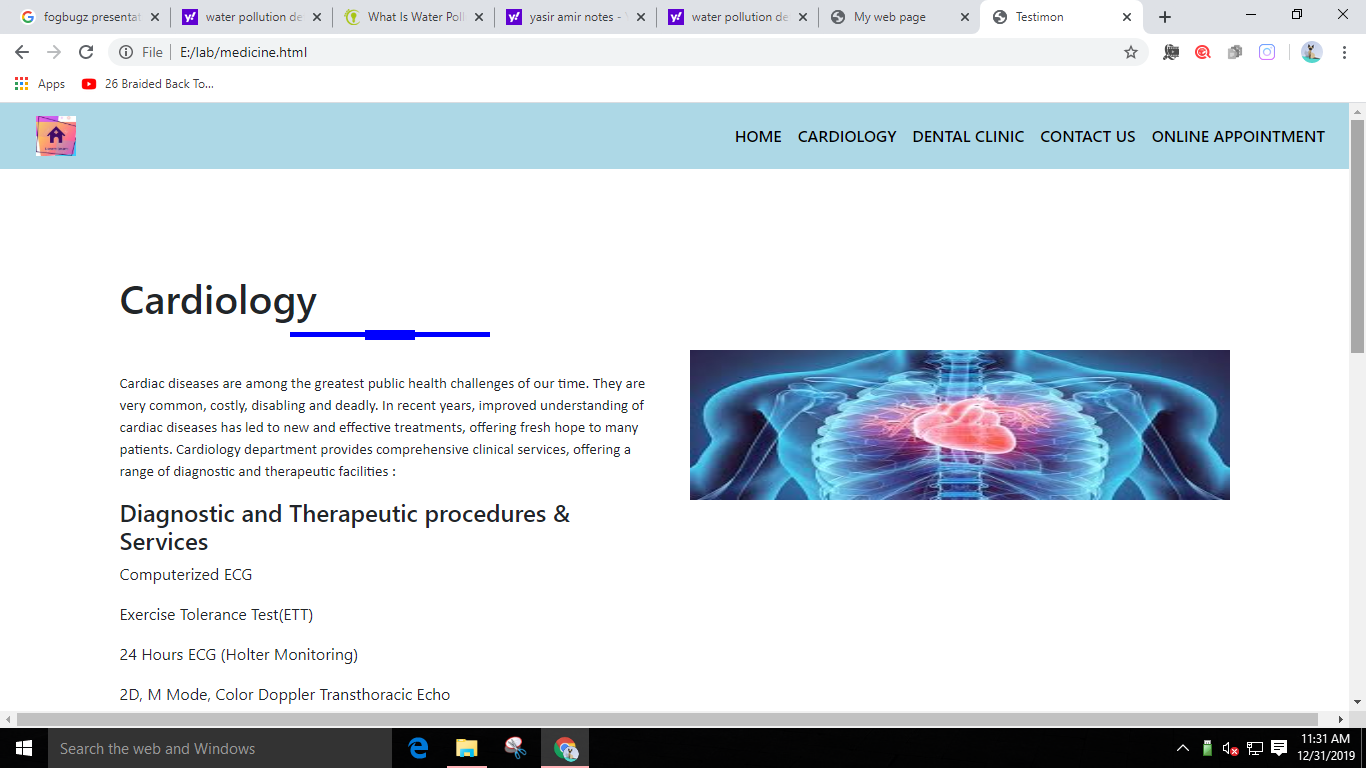 fogbugz presentat
water pollution de
What Is Water Poll
yasir amir notes - Y
water pollution de
My web page
Testimon
File
E:/lab/medicine.html
Apps
26 Braided Back To...
HOME CARDIOLOGY DENTAL CLINIC CONTACT US ONLINE APPOINTMENT
Cardiology
Cardiac diseases are among the greatest public health challenges of our time. They are
very common, costly, disabling and deadly. In recent years, improved understanding of
cardiac diseases has led to new and effective treatments, offering fresh hope to many
patients. Cardiology department provides comprehensive clinical services, offering a
range of diagnostic and therapeutic facilities :
Diagnostic and Therapeutic procedures &
Services
Computerized ECG
Exercise Tolerance Test(ETT)
24 Hours ECG (Holter Monitoring)
2D, M Mode, Color Doppler Transthoracic Echo
Search the web and Windows
11:31 AM
12/31/2019